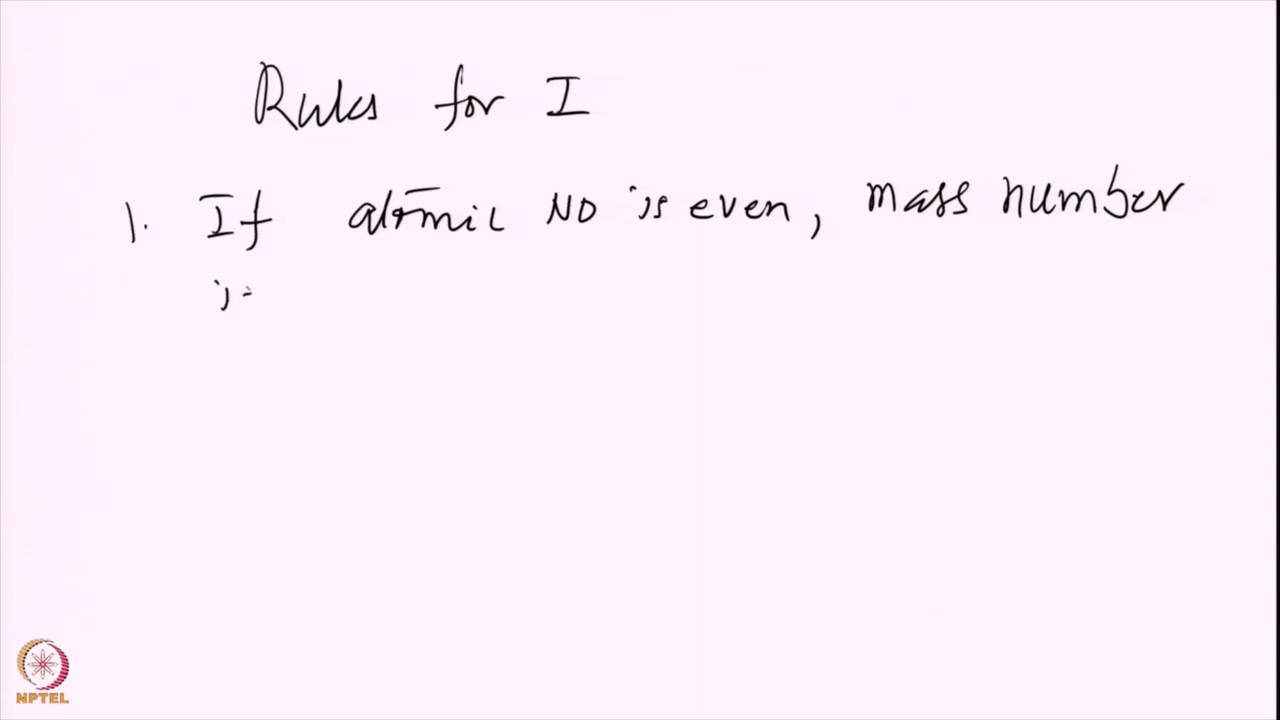 Rules for I
1. If atomic No is even, mass number
NPTEL